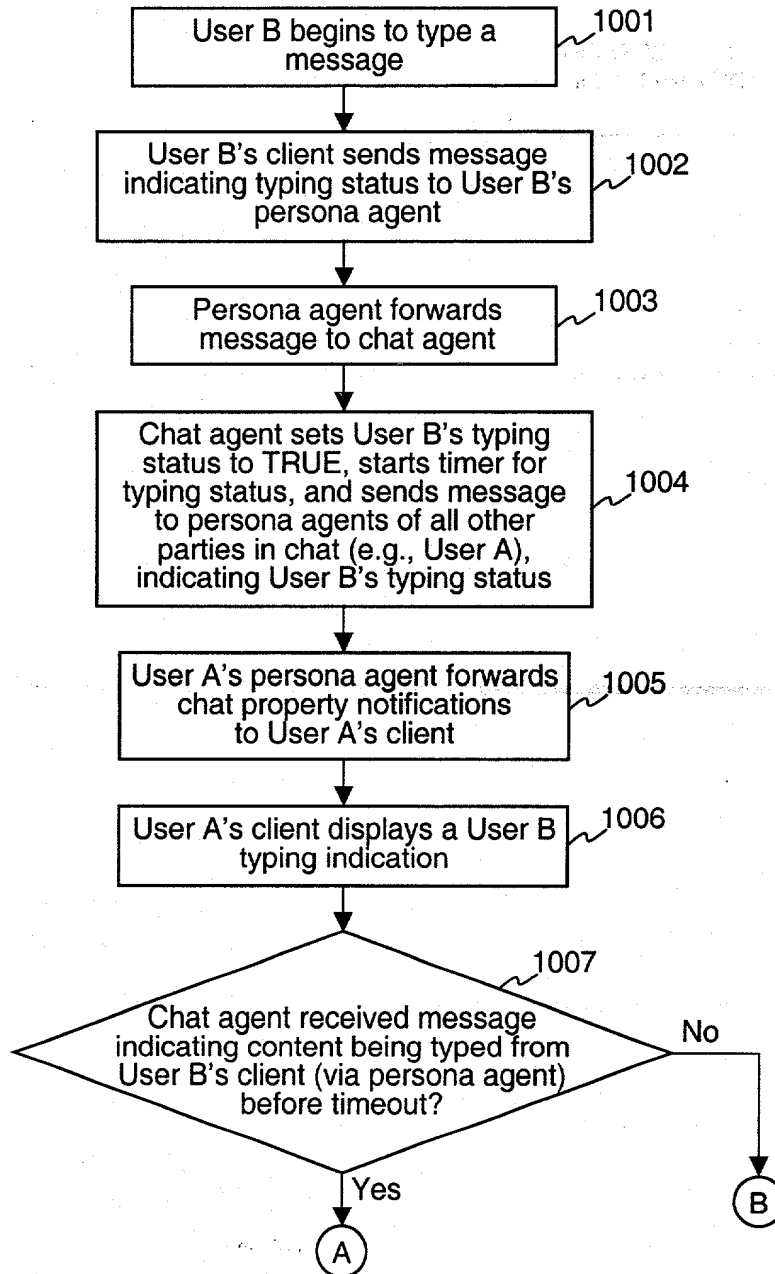 User B begins to type a
message
1001
User B's client sends message
indicating typing status to User B's
persona agent
1002
Persona agent forwards
message to chat agent
1003
Chat agent sets User B's typing
status to TRUE, starts timer for
typing status, and sends message
to persona agents of all other
parties in chat (e.g., User A),
indicating User B's typing status
1004
User A's persona agent forwards
chat property notifications
to User A's client
1005
User A's client displays a User B
typing indication
1006
1007
Chat agent received message
indicating content being typed from
User B's client (via persona agent)
before timeout?
No
Yes
B
A